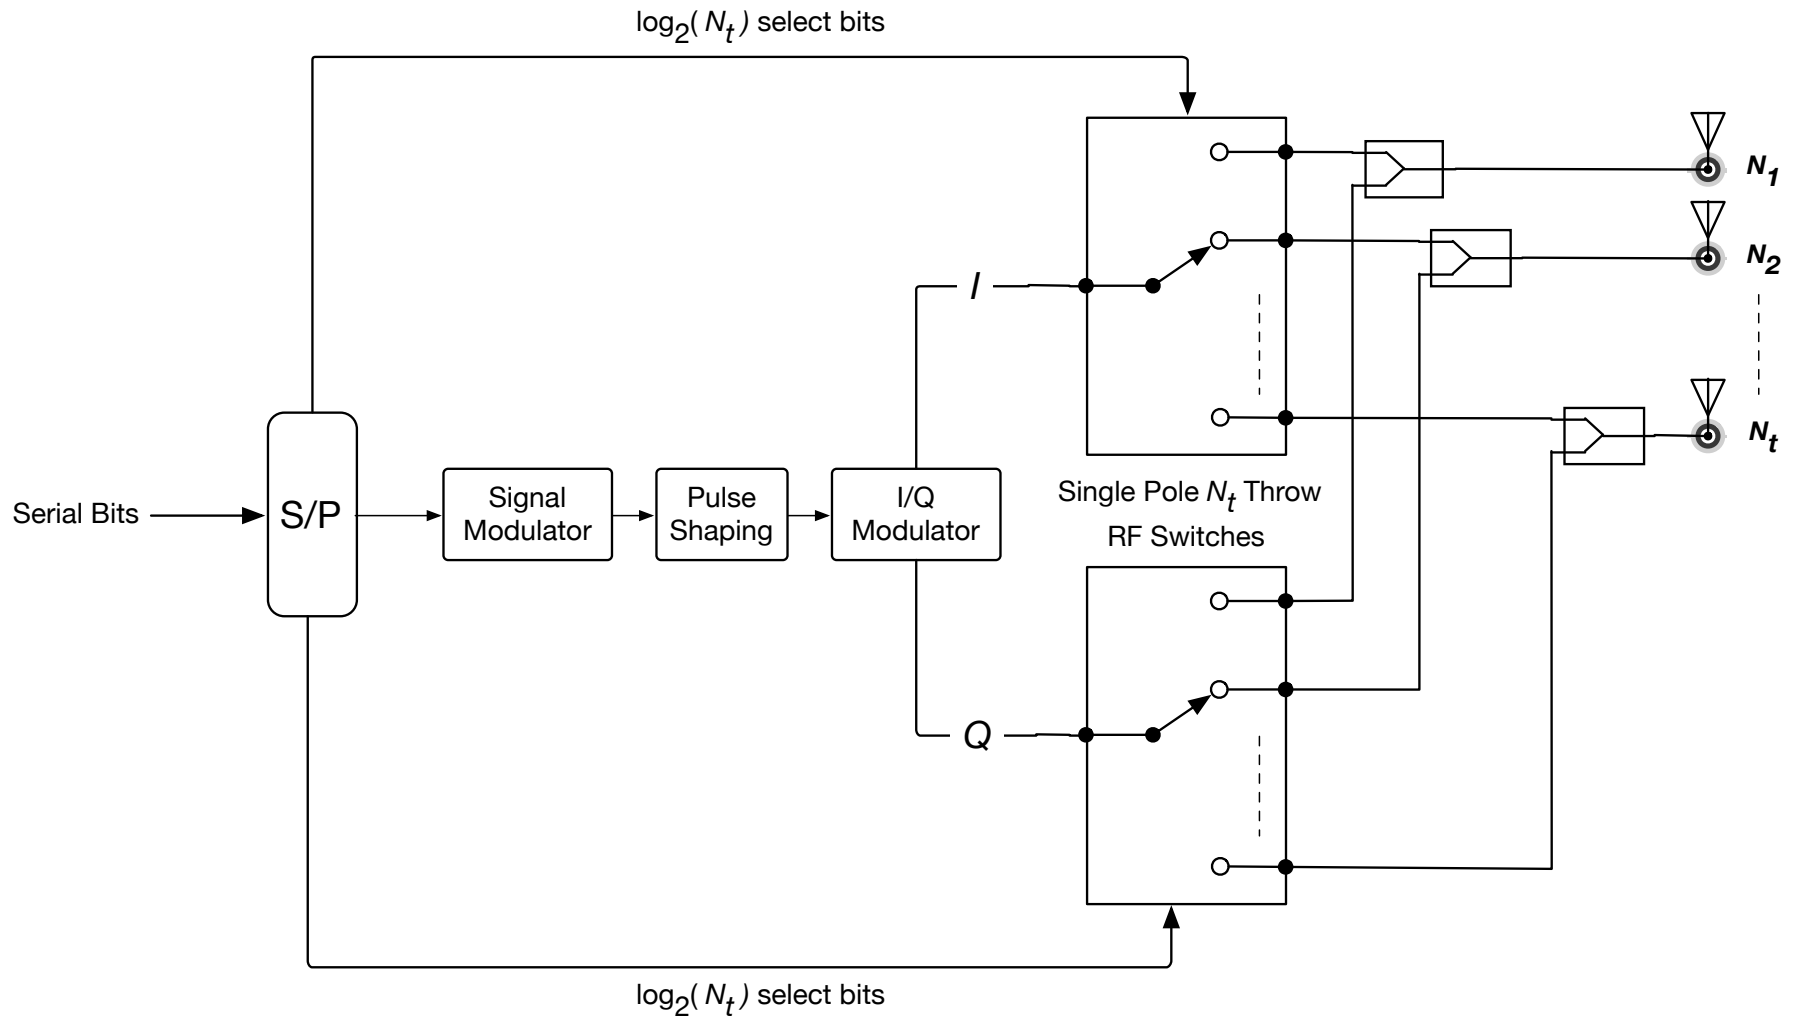 log₂( Nₜ ) select bits
N₁
N₂
I
Nₜ
Serial Bits
S/P
Signal
Modulator
Pulse
Shaping
I/Q
Modulator
Single Pole Nₜ Throw
RF Switches
Q
log₂( Nₜ ) select bits